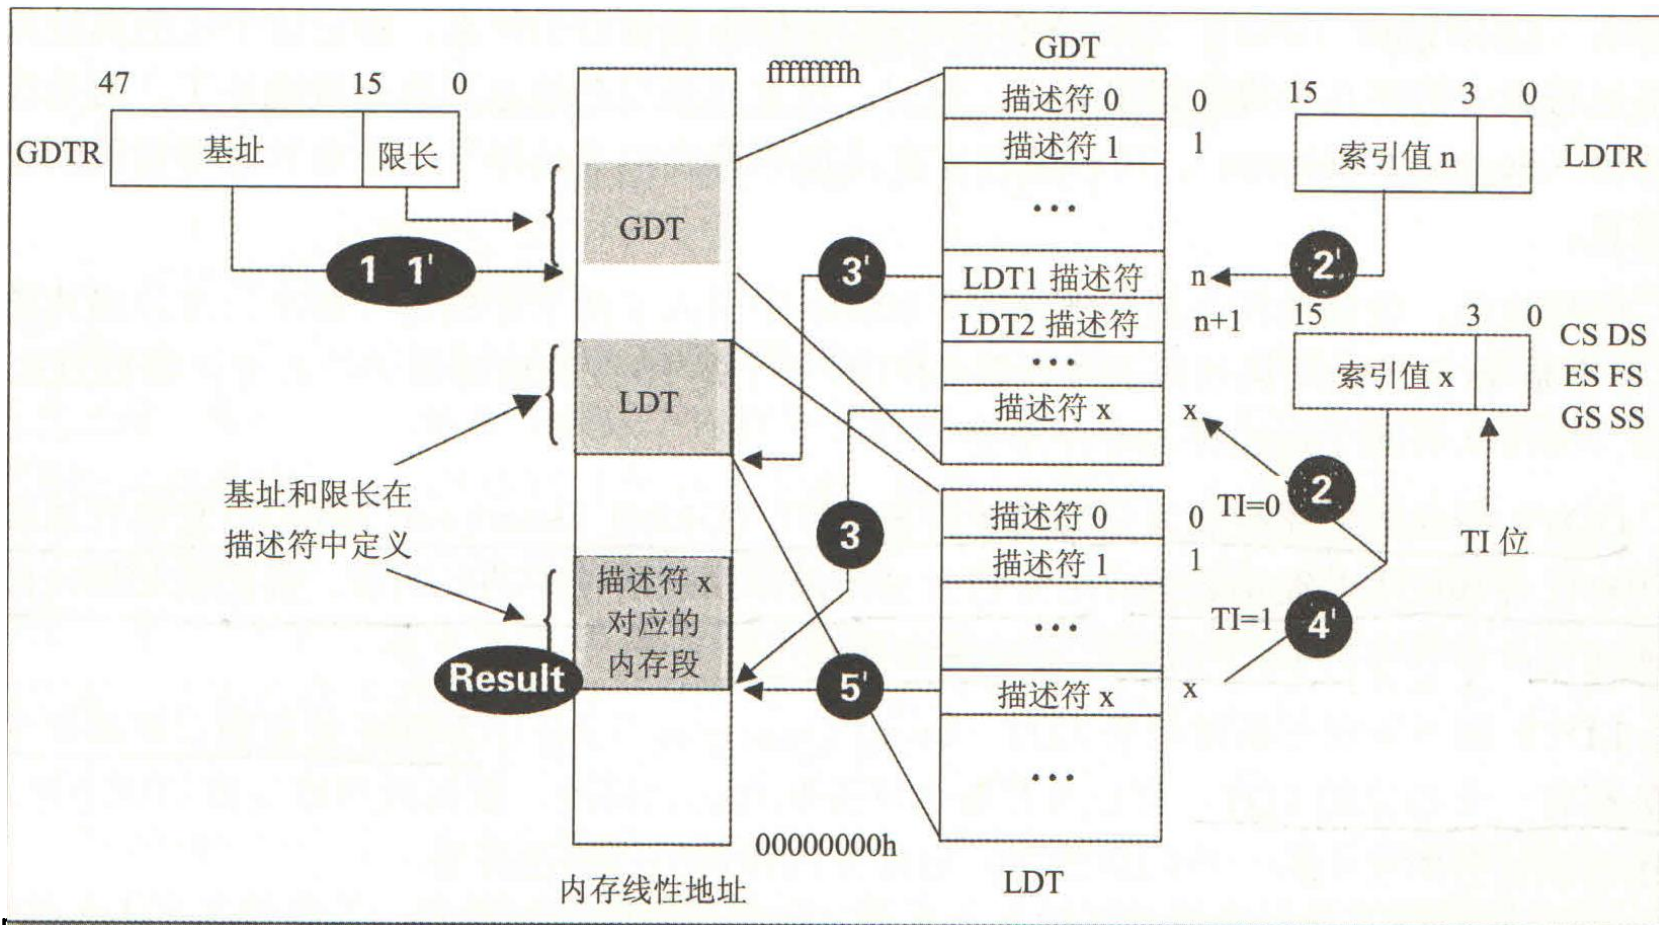 GDT
47 15 0
ffffffffh
描述符 0 0
15 3 0
GDTR 基址 限长
描述符 1 1
索引值 n LDTR
...
GDT
1 1'
3'
LDT1 描述符 n
2'
LDT2 描述符 n+1
15 3 0
CS DS
...
索引值 x
ES FS
LDT
描述符 x x
GS SS
基址和限长在
描述符中定义
2
TI=0
TI 位
描述符 0 0
3
描述符 1 1
描述符 x
对应的
内存段
...
TI=1 4'
Result
5'
描述符 x x
...
00000000h
内存线性地址
LDT